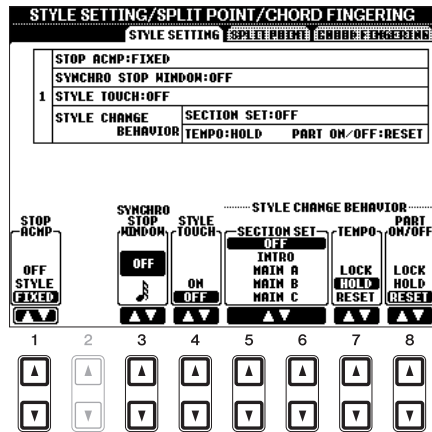 STYLE SETTING/SPLIT POINT/CHORD FINGERING
STYLE SETTING SPLIT POINT CHORD FINGERING
1
STOP ACMP:FIXED
SYNCHRO STOP WINDOW:OFF
STYLE TOUCH:OFF
STYLE CHANGE BEHAVIOR
SECTION SET:OFF
TEMPO:HOLD PART ON/OFF:RESET
STYLE CHANGE BEHAVIOR
STOP ACMP
OFF
STYLE
FIXED
SYNCHRO STOP WINDOW
OFF
STYLE TOUCH
ON
OFF
SECTION SET
OFF
INTRO
MAIN A
MAIN B
MAIN C
TEMPO
LOCK
HOLD
RESET
PART ON/OFF
LOCK
HOLD
RESET
1 2 3 4 5 6 7 8